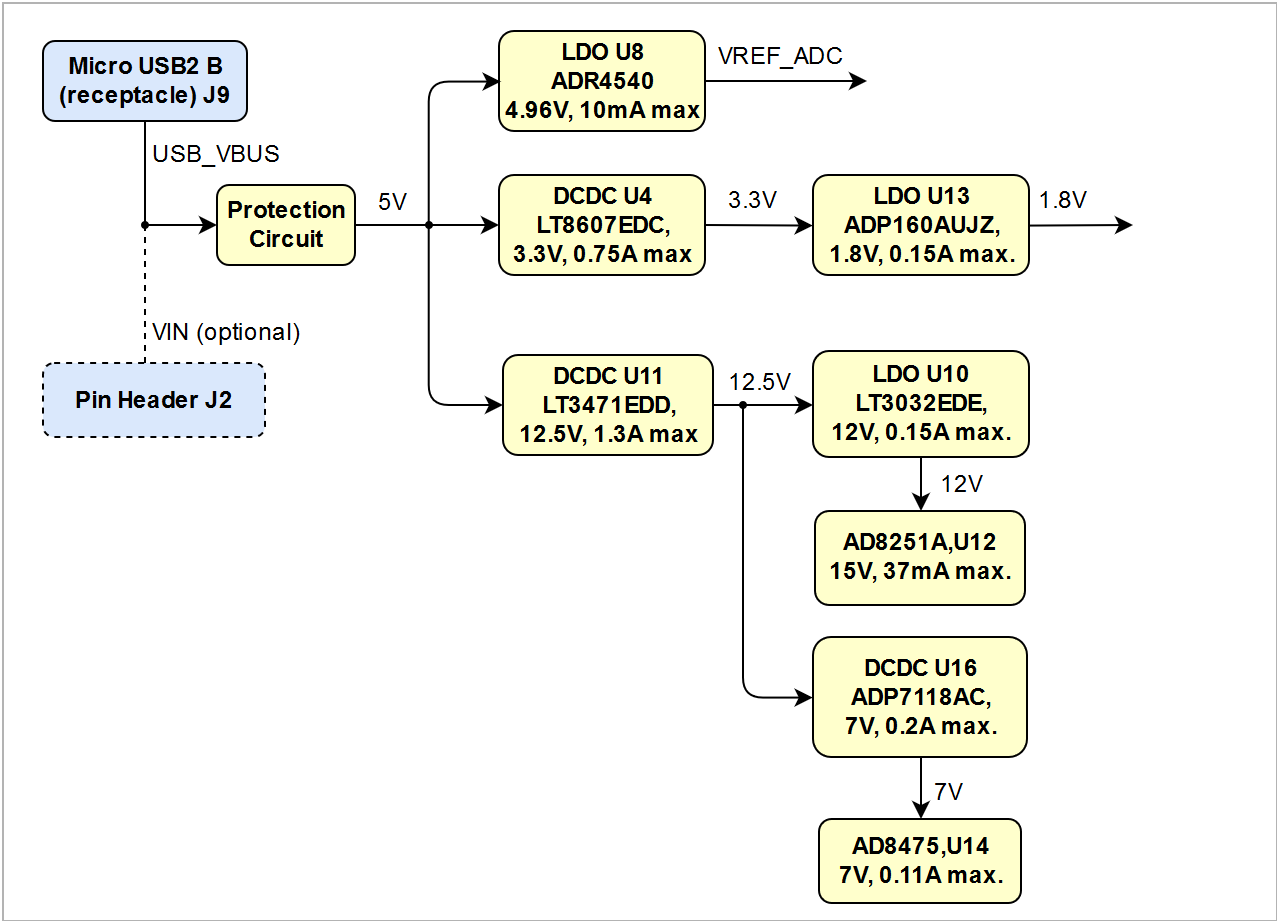 Micro USB2 B
(receptacle) J9
USB_VBUS
Protection
Circuit
VIN (optional)
Pin Header J2
5V
LDO U8
ADR4540
4.96V, 10mA max
VREF_ADC
DCDC U4
LT8607EDC,
3.3V, 0.75A max
3.3V
LDO U13
ADP160AUJZ,
1.8V, 0.15A max.
1.8V
DCDC U11
LT3471EDD,
12.5V, 1.3A max
12.5V
LDO U10
LT3032EDE,
12V, 0.15A max.
12V
AD8251A,U12
15V, 37mA max.
DCDC U16
ADP7118AC,
7V, 0.2A max.
7V
AD8475,U14
7V, 0.11A max.